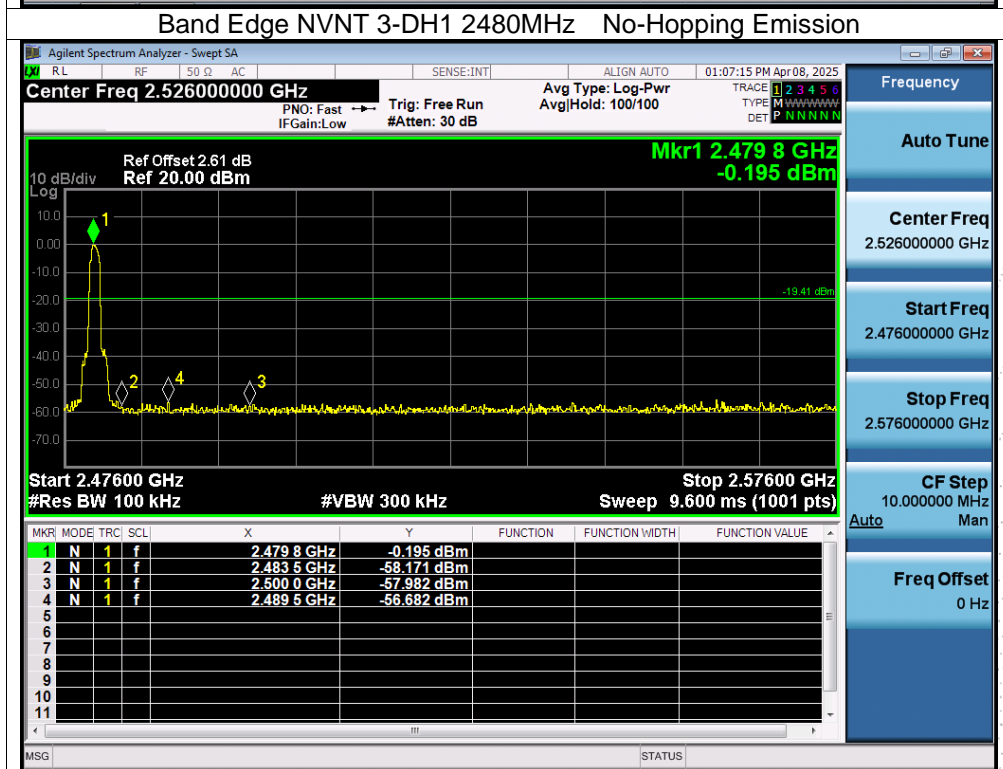 Band Edge NVNT 3-DH1 2480MHz No-Hopping Emission
Agilent Spectrum Analyzer - Swept SA
LXI RL RF 50 Ω AC SENSE:INT ALIGN AUTO 01:07:15 PM Apr 08, 2025
Center Freq 2.526000000 GHz
PNO: Fast
IFGain:Low
Trig: Free Run
#Atten: 30 dB
Avg Type: Log-Pwr
Avg|Hold: 100/100
TRACE 1 2 3 4 5 6
TYPE M WWWWW
DET P N N N N N
Mkr1 2.479 8 GHz
-0.195 dBm
Ref Offset 2.61 dB
Ref 20.00 dBm
10 dB/div
Log
10.0
0.00
-10.0
-20.0
-30.0
-40.0
-50.0
-60.0
-70.0
1
2
4
3
-19.41 dBm
Start 2.47600 GHz
Stop 2.57600 GHz
#Res BW 100 kHz
#VBW 300 kHz
Sweep 9.600 ms (1001 pts)
MKR MODE TRC SCL X Y FUNCTION FUNCTION WIDTH FUNCTION VALUE
1 N 1 f 2.479 8 GHz -0.195 dBm
2 N 1 f 2.483 5 GHz -58.171 dBm
3 N 1 f 2.500 0 GHz -57.982 dBm
4 N 1 f 2.489 5 GHz -56.682 dBm
5
6
7
8
9
10
11
MSG STATUS
Frequency
Auto Tune
Center Freq
2.526000000 GHz
Start Freq
2.476000000 GHz
Stop Freq
2.576000000 GHz
CF Step
10.000000 MHz
Auto Man
Freq Offset
0 Hz